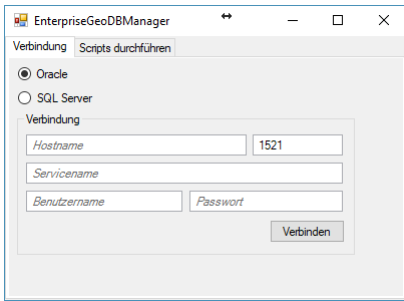 EnterpriseGeoDBManager
Verbindung Scripts durchführen
Oracle
SQL Server
Verbindung
Hostname 1521
Servicename
Benutzername Passwort
Verbinden